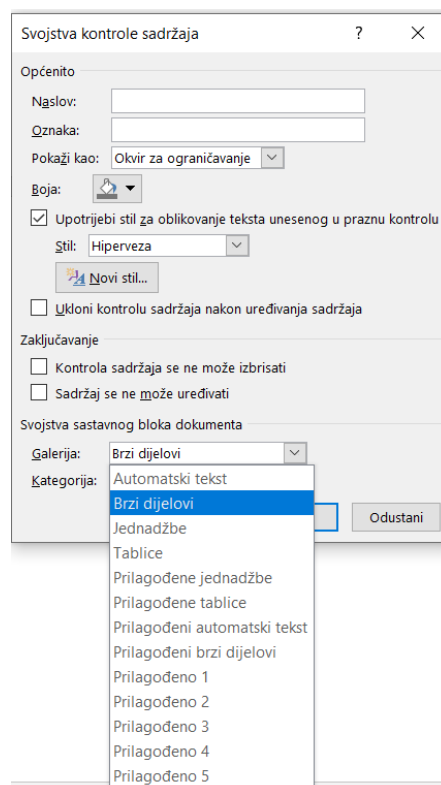 Svojstva kontrole sadržaja ? ×
Općenito
Naslov:
Oznaka:
Pokaži kao: Okvir za ograničavanje
Boja:
Upotrijebi stil za oblikovanje teksta unesenog u praznu kontrolu
Stil: Hiperveza
Novi stil...
Ukloni kontrolu sadržaja nakon uređivanja sadržaja
Zaključavanje
Kontrola sadržaja se ne može izbrisati
Sadržaj se ne može uređivati
Svojstva sastavnog bloka dokumenta
Galerija: Brzi dijelovi
Kategorija:
Automatski tekst
Brzi dijelovi
Odustani
Jednadžbe
Tablice
Prilagođene jednadžbe
Prilagođene tablice
Prilagođeni automatski tekst
Prilagođeni brzi dijelovi
Prilagođeno 1
Prilagođeno 2
Prilagođeno 3
Prilagođeno 4
Prilagođeno 5